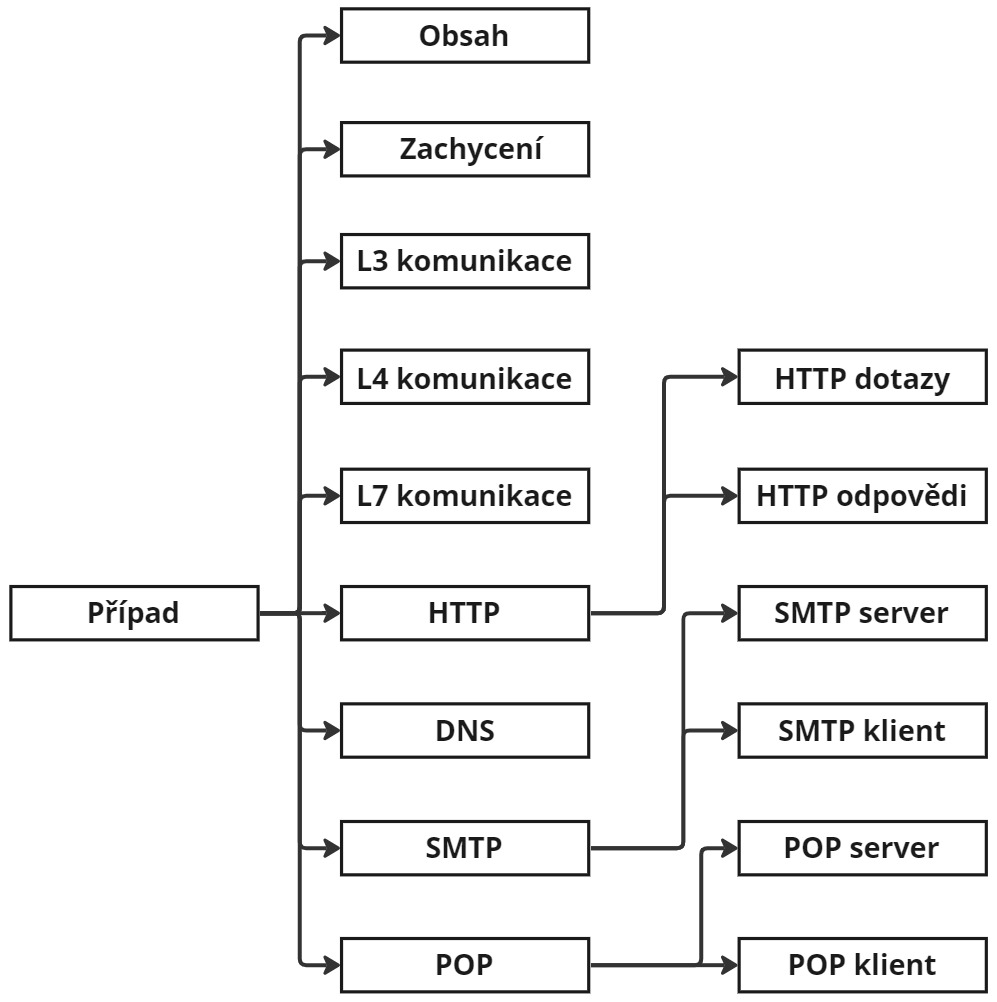 Obsah
Zachycení
L3 komunikace
L4 komunikace
HTTP dotazy
L7 komunikace
HTTP odpovědi
Případ
HTTP
SMTP server
DNS
SMTP klient
SMTP
POP server
POP
POP klient